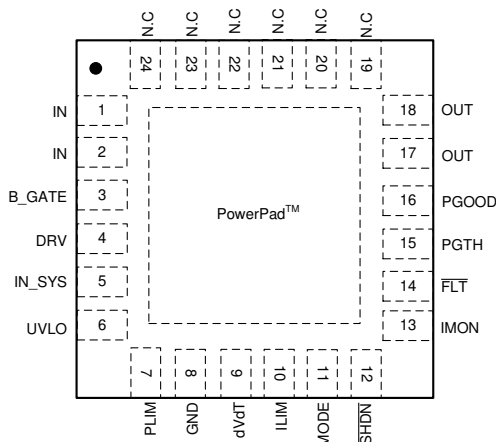 N.C N.C N.C N.C N.C N.C
24 23 22 21 20 19
IN 1 18 OUT
IN 2 17 OUT
B_GATE 3 16 PGOOD
PowerPad™
DRV 4 15 PGTH
IN_SYS 5 14 F̅L̅T̅
UVLO 6 13 IMON
7 8 9 10 11 12
PLIM GND dVdT ILIM MODE S̅H̅D̅N̅